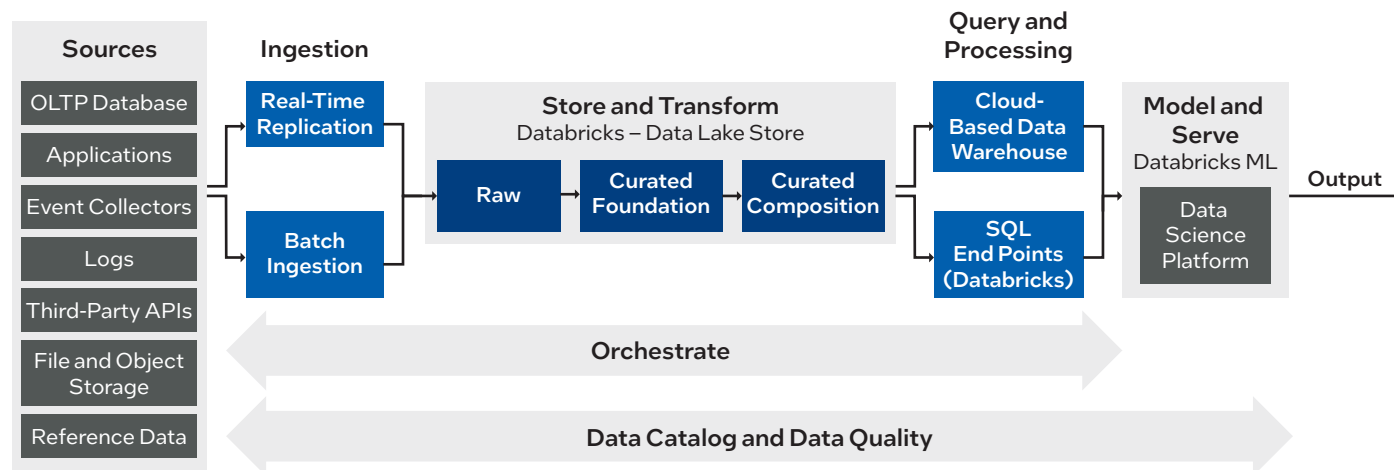 Sources
OLTP Database
Applications
Event Collectors
Logs
Third-Party APIs
File and Object
Storage
Reference Data
Ingestion
Real-Time
Replication
Batch
Ingestion
Store and Transform
Databricks – Data Lake Store
Raw
Curated
Foundation
Curated
Composition
Query and
Processing
Cloud-
Based Data
Warehouse
SQL
End Points
(Databricks)
Model and
Serve
Databricks ML
Data
Science
Platform
Output
Orchestrate
Data Catalog and Data Quality